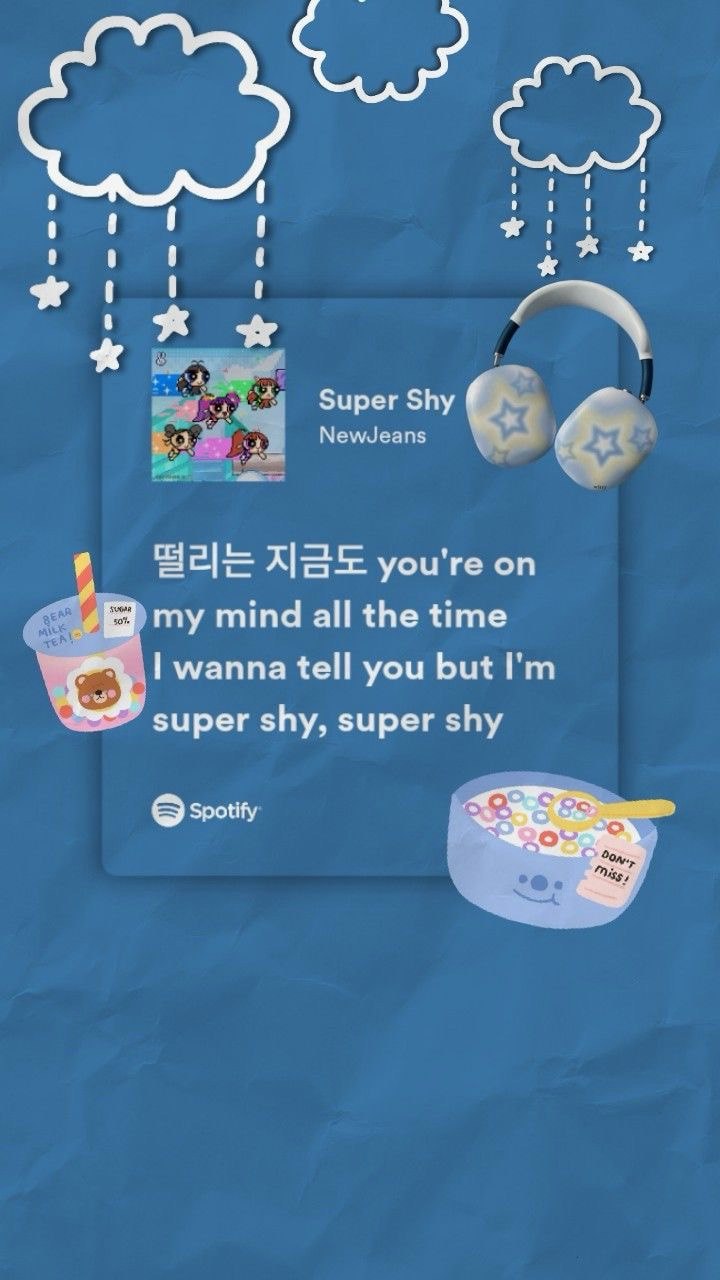 Super Shy
NewJeans
떨리는 지금도 you're on
my mind all the time
I wanna tell you but I'm
super shy, super shy
BEAR
MILK
TEA!
SUGAR
50%
Spotify
DON'T
miss!